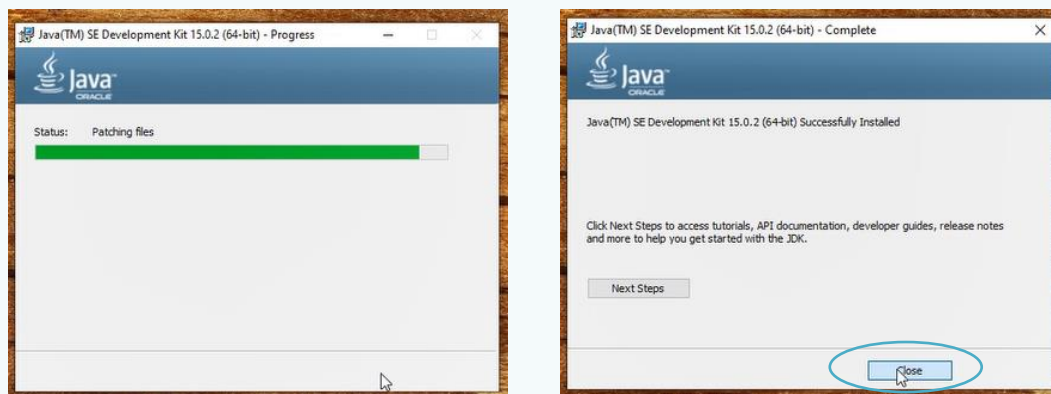 Java(TM) SE Development Kit 15.0.2 (64-bit) - Progress
Java
ORACLE
Status: Patching files
Java(TM) SE Development Kit 15.0.2 (64-bit) - Complete
Java
ORACLE
Java(TM) SE Development Kit 15.0.2 (64-bit) Successfully Installed
Click Next Steps to access tutorials, API documentation, developer guides, release notes
and more to help you get started with the JDK.
Next Steps
Close